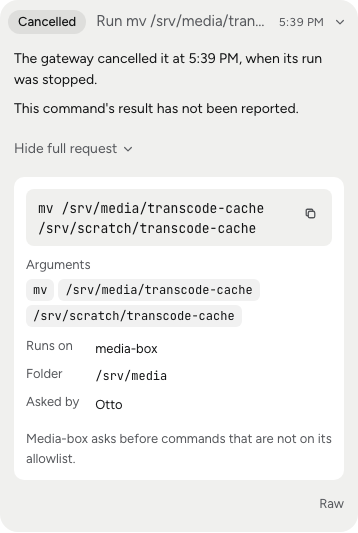 Cancelled Run mv /srv/media/tran... 5:39 PM
The gateway cancelled it at 5:39 PM, when its run
was stopped.
This command's result has not been reported.
Hide full request
mv /srv/media/transcode-cache
/srv/scratch/transcode-cache
Arguments
mv /srv/media/transcode-cache
/srv/scratch/transcode-cache
Runs on media-box
Folder /srv/media
Asked by Otto
Media-box asks before commands that are not on its
allowlist.
Raw